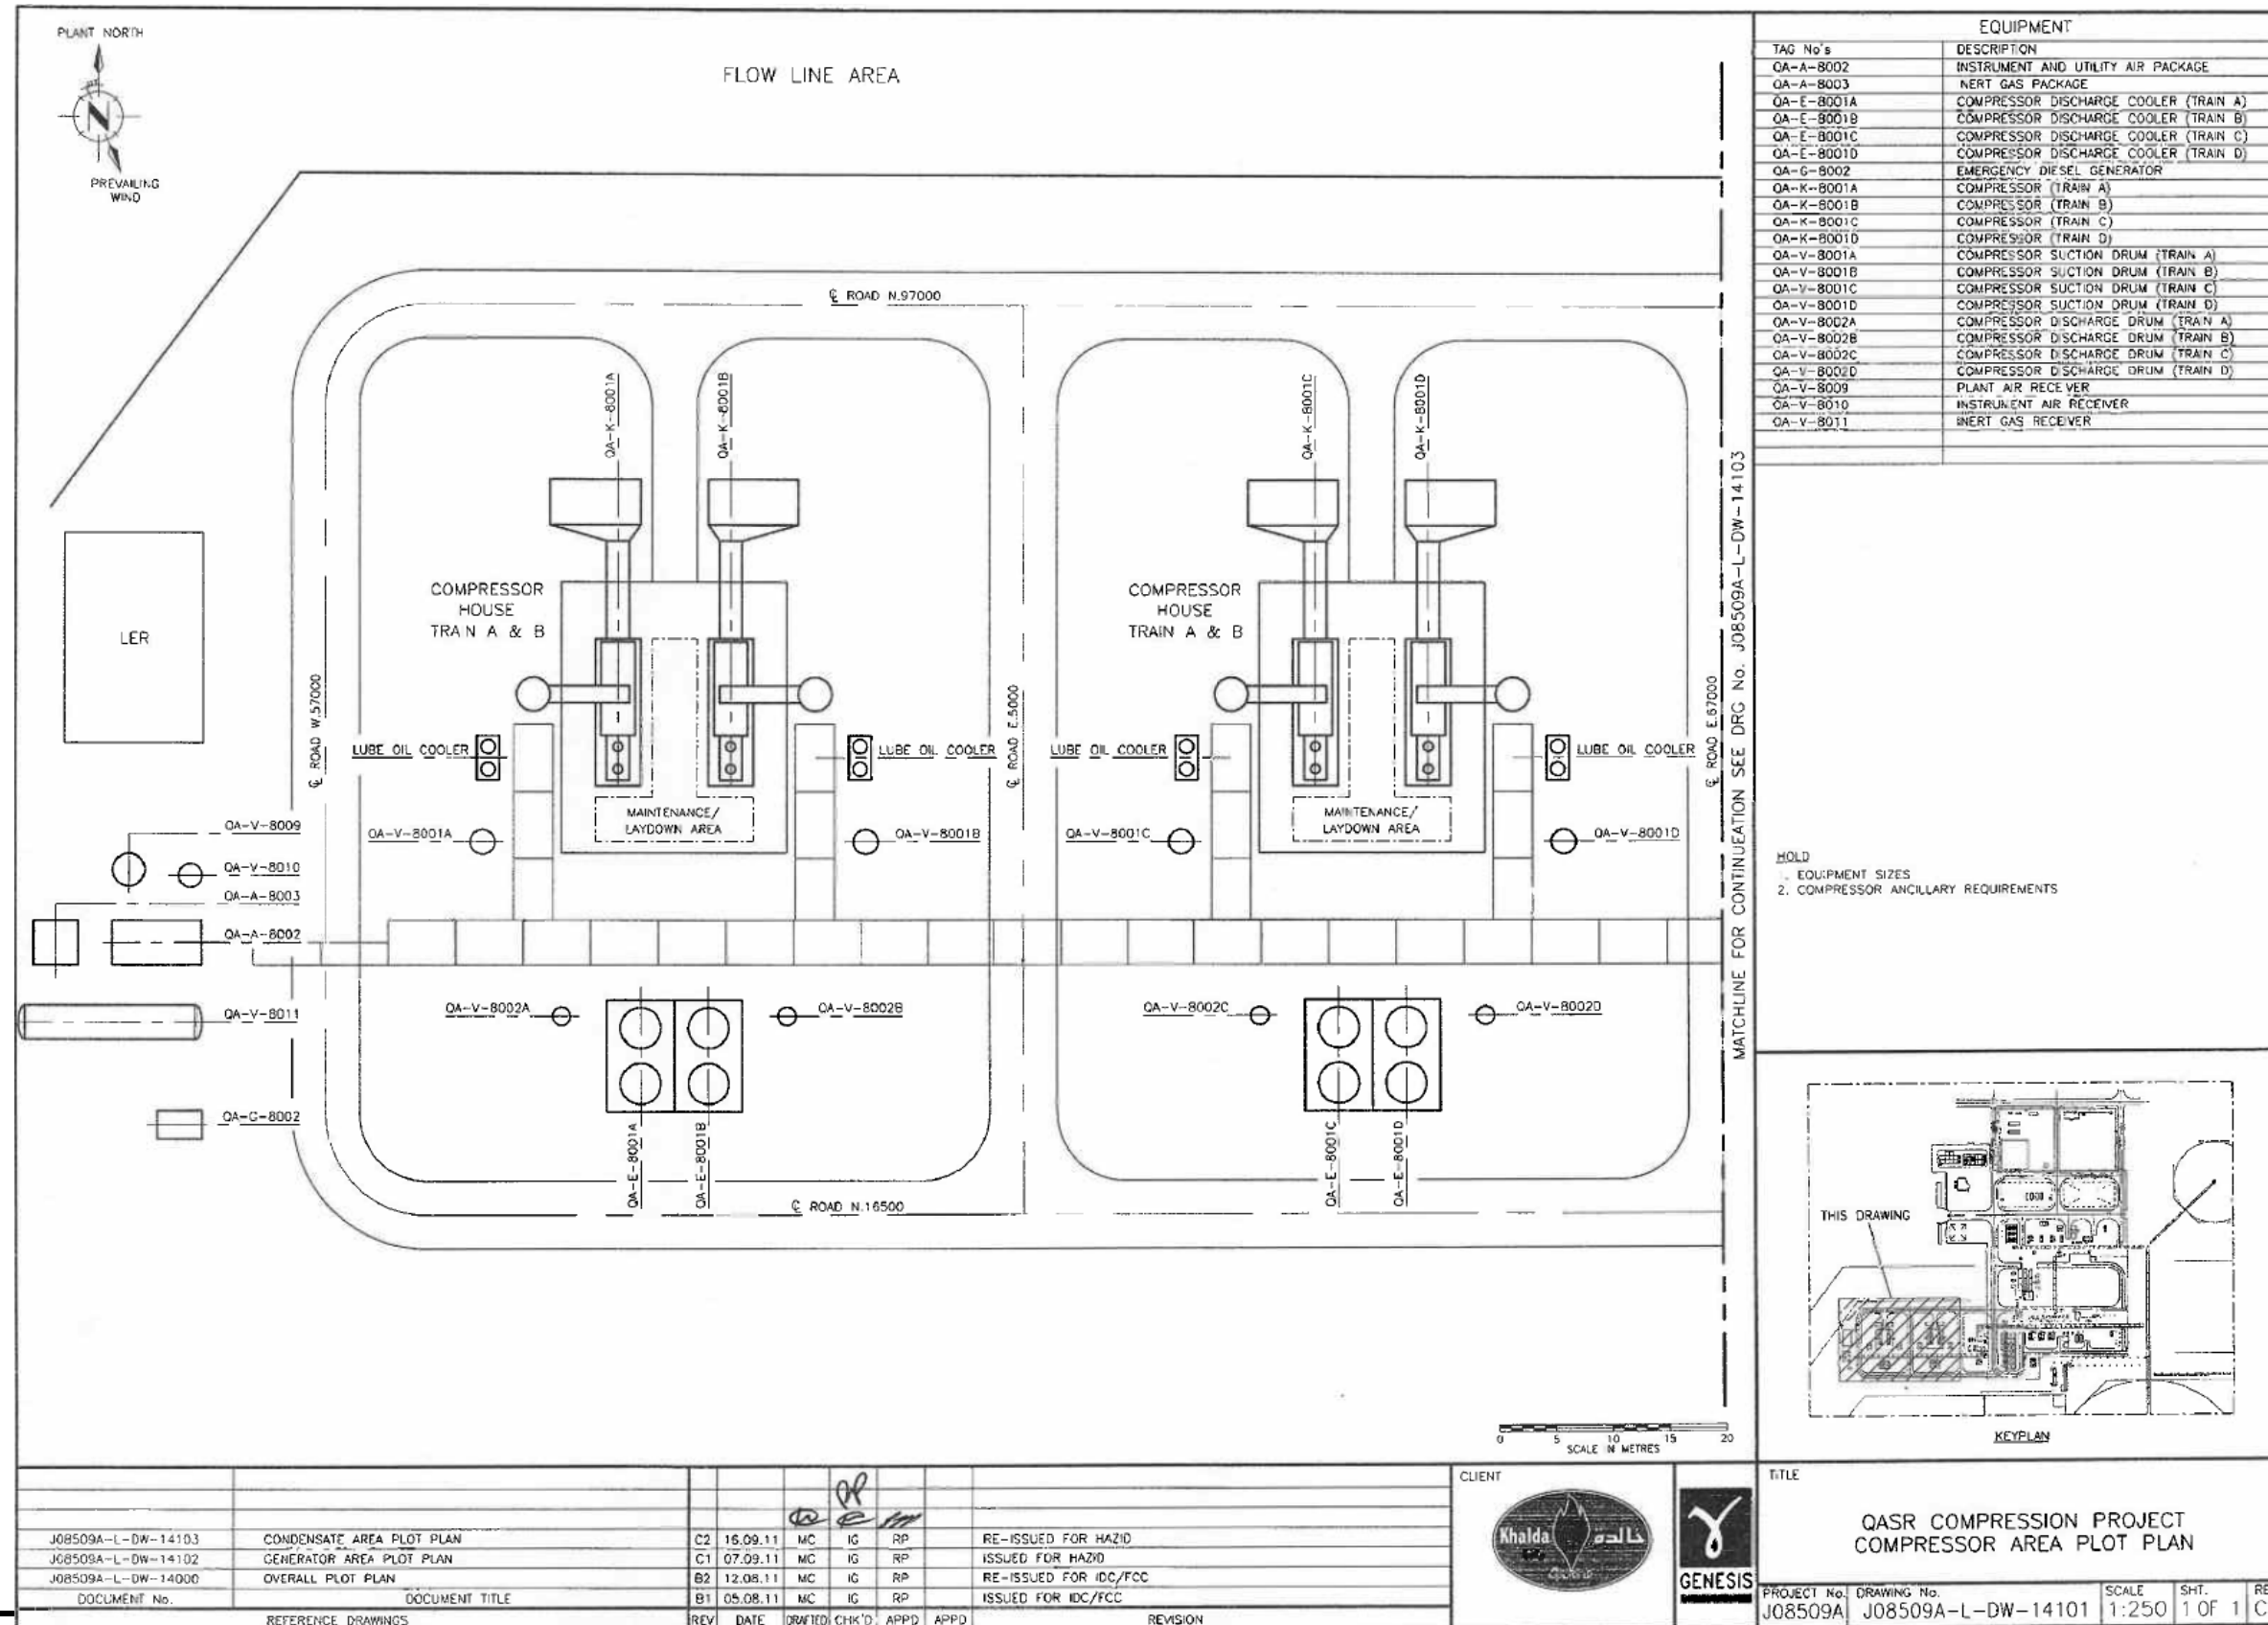 PLANT NORTH
N
PREVAILING
WIND
FLOW LINE AREA
℄ ROAD N.97000
QA-K-8001A
QA-K-8001B
QA-K-8001C
QA-K-8001D
COMPRESSOR
HOUSE
TRAN A & B
COMPRESSOR
HOUSE
TRAIN A & B
LER
℄ ROAD W.57000
℄ ROAD E.5000
℄ ROAD E.67000
LUBE OIL COOLER
LUBE OIL COOLER
LUBE OIL COOLER
LUBE OIL COOLER
MAINTENANCE/
LAYDOWN AREA
MAINTENANCE/
LAYDOWN AREA
QA-V-8001A
QA-V-8001B
QA-V-8001C
QA-V-8001D
QA-V-8009
QA-V-8010
QA-A-8003
QA-A-8002
QA-V-8011
QA-G-8002
QA-V-8002A
QA-V-8002B
QA-V-8002C
QA-V-8002D
QA-E-8001A
QA-E-8001B
QA-E-8001C
QA-E-8001D
℄ ROAD N.16500
MATCHLINE FOR CONTINUEATION SEE DRG No. J08509A-L-DW-14103
0 5 10 15 20
SCALE IN METRES
EQUIPMENT
TAG No's DESCRIPTION
QA-A-8002 INSTRUMENT AND UTILITY AIR PACKAGE
QA-A-8003 NERT GAS PACKAGE
QA-E-8001A COMPRESSOR DISCHARGE COOLER (TRAIN A)
QA-E-8001B COMPRESSOR DISCHARGE COOLER (TRAIN B)
QA-E-8001C COMPRESSOR DISCHARGE COOLER (TRAIN C)
QA-E-8001D COMPRESSOR DISCHARGE COOLER (TRAIN D)
QA-G-8002 EMERGENCY DIESEL GENERATOR
QA-K-8001A COMPRESSOR (TRAIN A)
QA-K-8001B COMPRESSOR (TRAIN B)
QA-K-8001C COMPRESSOR (TRAIN C)
QA-K-8001D COMPRESSOR (TRAIN D)
QA-V-8001A COMPRESSOR SUCTION DRUM (TRAIN A)
QA-V-8001B COMPRESSOR SUCTION DRUM (TRAIN B)
QA-V-8001C COMPRESSOR SUCTION DRUM (TRAIN C)
QA-V-8001D COMPRESSOR SUCTION DRUM (TRAIN D)
QA-V-8002A COMPRESSOR DISCHARGE DRUM (TRAIN A)
QA-V-8002B COMPRESSOR DISCHARGE DRUM (TRAIN B)
QA-V-8002C COMPRESSOR DISCHARGE DRUM (TRAIN C)
QA-V-8002D COMPRESSOR DISCHARGE DRUM (TRAIN D)
QA-V-8009 PLANT AIR RECEIVER
QA-V-8010 INSTRUMENT AIR RECEIVER
QA-V-8011 INERT GAS RECEIVER
HOLD
1. EQUIPMENT SIZES
2. COMPRESSOR ANCILLARY REQUIREMENTS
THIS DRAWING
KEYPLAN
J08509A-L-DW-14103 CONDENSATE AREA PLOT PLAN
J08509A-L-DW-14102 GENERATOR AREA PLOT PLAN
J08509A-L-DW-14000 OVERALL PLOT PLAN
DOCUMENT No. DOCUMENT TITLE
REFERENCE DRAWINGS
C2 16.09.11 MC IG RP RE-ISSUED FOR HAZID
C1 07.09.11 MC IG RP ISSUED FOR HAZID
B2 12.08.11 MC IG RP RE-ISSUED FOR IDC/FCC
B1 05.08.11 MC IG RP ISSUED FOR IDC/FCC
REV DATE DRAFTED CHK'D APPD APPD REVISION
CLIENT
Khalda خالدة
GENESIS
TITLE
QASR COMPRESSION PROJECT
COMPRESSOR AREA PLOT PLAN
PROJECT No. DRAWING No. SCALE SHT. RE
J08509A J08509A-L-DW-14101 1:250 1 OF 1 C